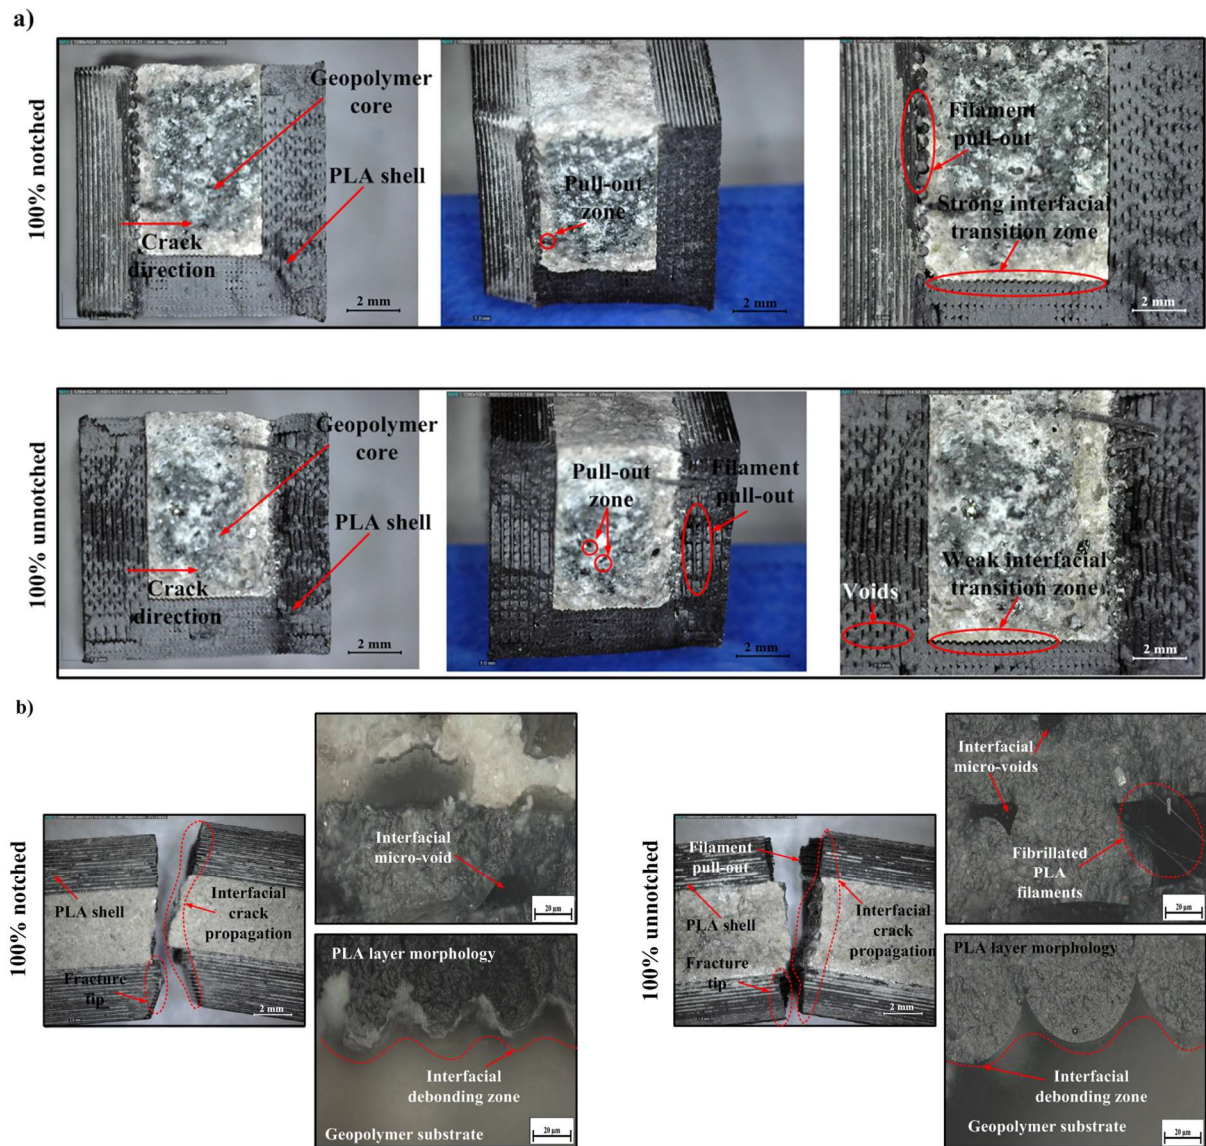 a)
100% notched
Geopolymer
core
PLA shell
Crack
direction
2 mm
Pull-out
zone
2 mm
Filament
pull-out
Strong interfacial
transition zone
2 mm
100% unnotched
Geopolymer
core
PLA shell
Crack
direction
2 mm
Pull-out
zone
Filament
pull-out
2 mm
Weak interfacial
transition zone
Voids
2 mm
b)
100% notched
PLA shell
Interfacial
crack
propagation
Fracture
tip
2 mm
Interfacial
micro-void
20 µm
PLA layer morphology
Interfacial
debonding zone
Geopolymer substrate
20 µm
100% unnotched
Filament
pull-out
PLA shell
Interfacial
crack
propagation
Fracture
tip
2 mm
Interfacial
micro-voids
Fibrillated
PLA
filaments
20 µm
PLA layer morphology
Interfacial
debonding zone
Geopolymer substrate
20 µm